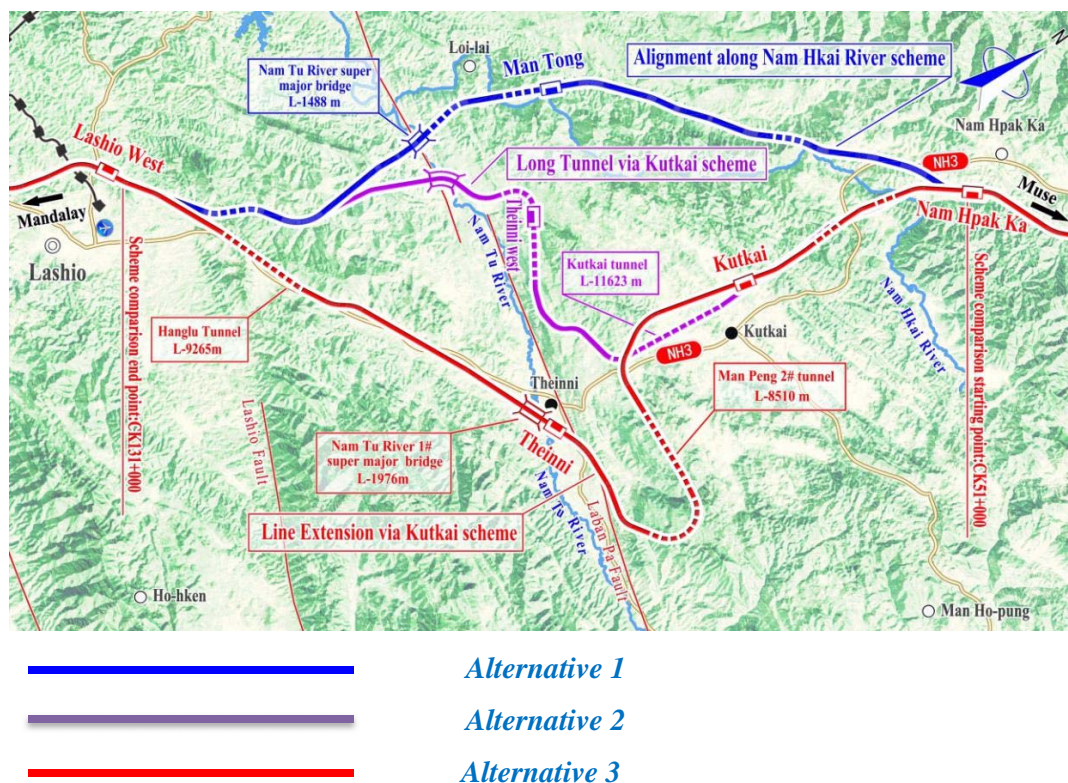 Loi-lai
Man Tong
Alignment along Nam Hkai River scheme
N
Nam Tu River super
major bridge
L-1488 m
Nam Hpak Ka
Lashio West
Long Tunnel via Kutkai scheme
NH3
Muse
Nam Hpak Ka
Mandalay
Lashio
Theinni west
Nam Tu River
Kutkai tunnel
L-11623 m
Kutkai
Nam Hkai River
Scheme comparison end point:CK131+000
Scheme comparison starting point:CK51+000
Hanglu Tunnel
L-9265m
Kutkai
NH3
Man Peng 2# tunnel
L-8510 m
Theinni
Lashio Fault
Nam Tu River 1#
super major bridge
L-1976m
Theinni
Nam Tu River
Laban Pa Fault
Line Extension via Kutkai scheme
Ho-hken
Man Ho-pung
Alternative 1
Alternative 2
Alternative 3